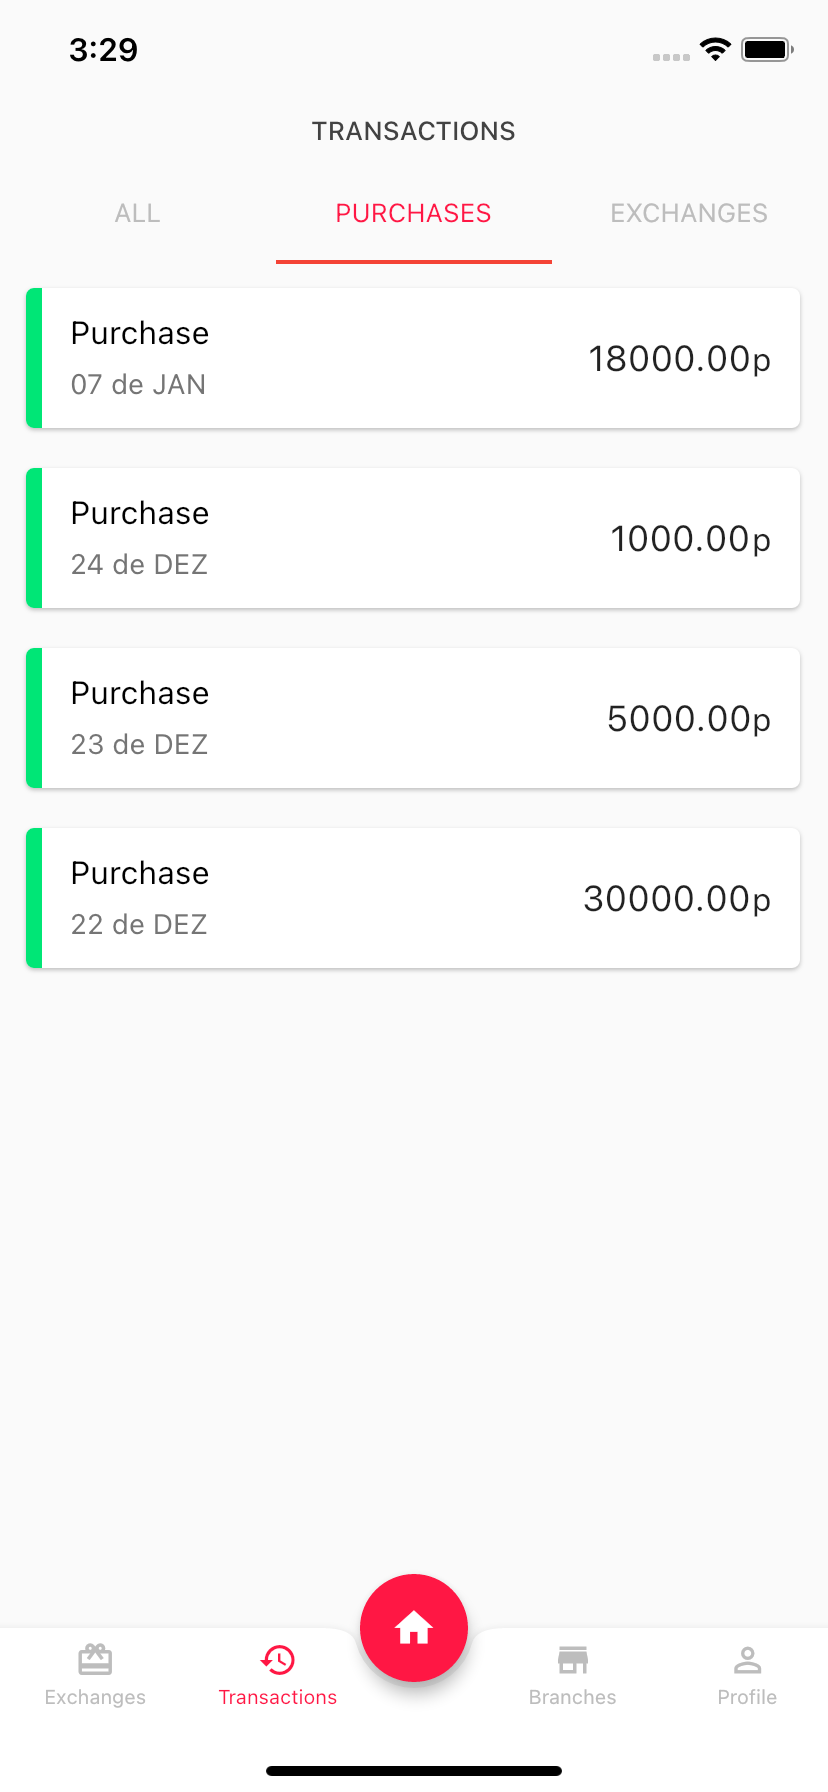 3:29
TRANSACTIONS
ALL PURCHASES EXCHANGES
Purchase
18000.00p
07 de JAN
Purchase
1000.00p
24 de DEZ
Purchase
5000.00p
23 de DEZ
Purchase
30000.00p
22 de DEZ
Exchanges Transactions Branches Profile